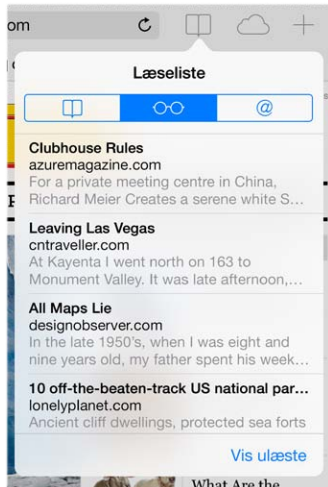 om
Læseliste
@
Clubhouse Rules
azuremagazine.com
For a private meeting centre in China,
Richard Meier Creates a serene white S…
Leaving Las Vegas
cntraveller.com
At Kayenta I went north on 163 to
Monument Valley. It was late afternoon,…
All Maps Lie
designobserver.com
In the late 1950's, when I was eight and
nine years old, my father spent his week…
10 off-the-beaten-track US national par…
lonelyplanet.com
Ancient cliff dwellings, protected sea forts
Vis ulæste
What Are the